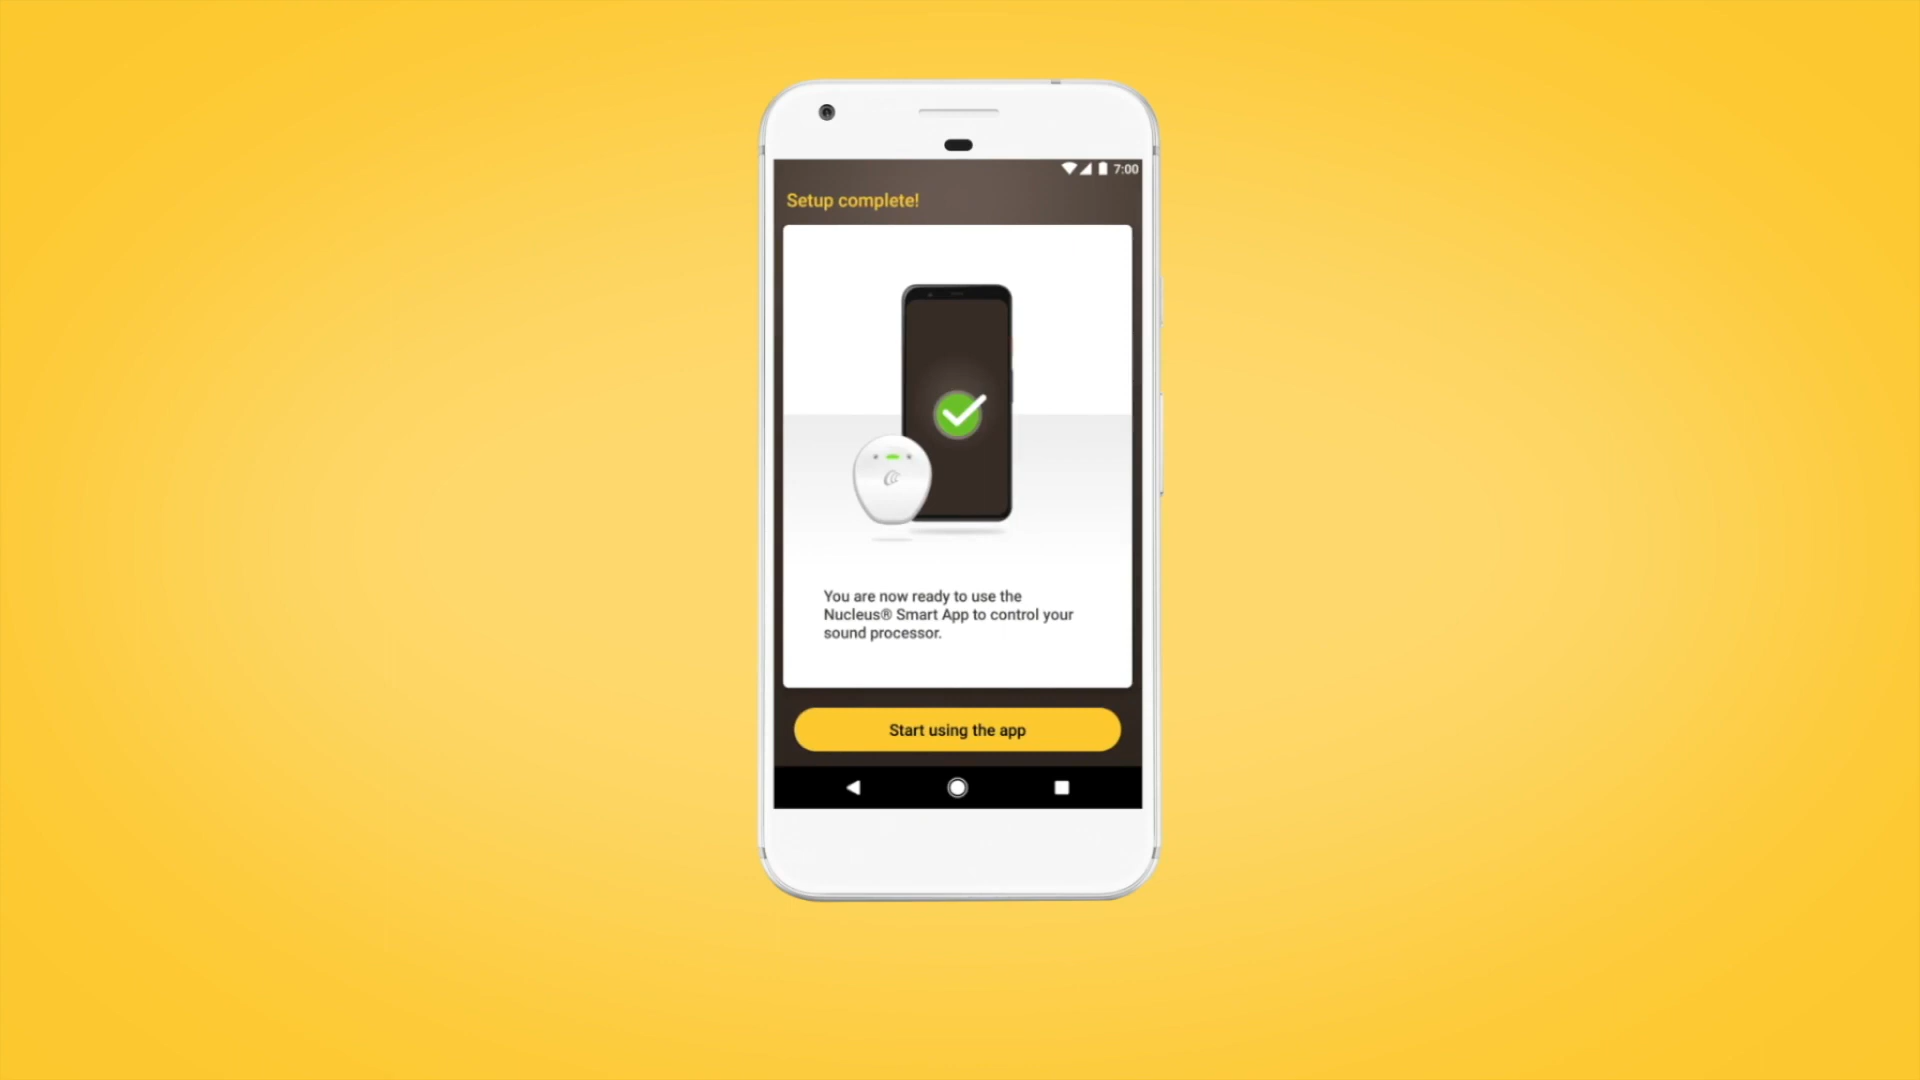 7:00
Setup complete!
You are now ready to use the
Nucleus® Smart App to control your
sound processor.
Start using the app